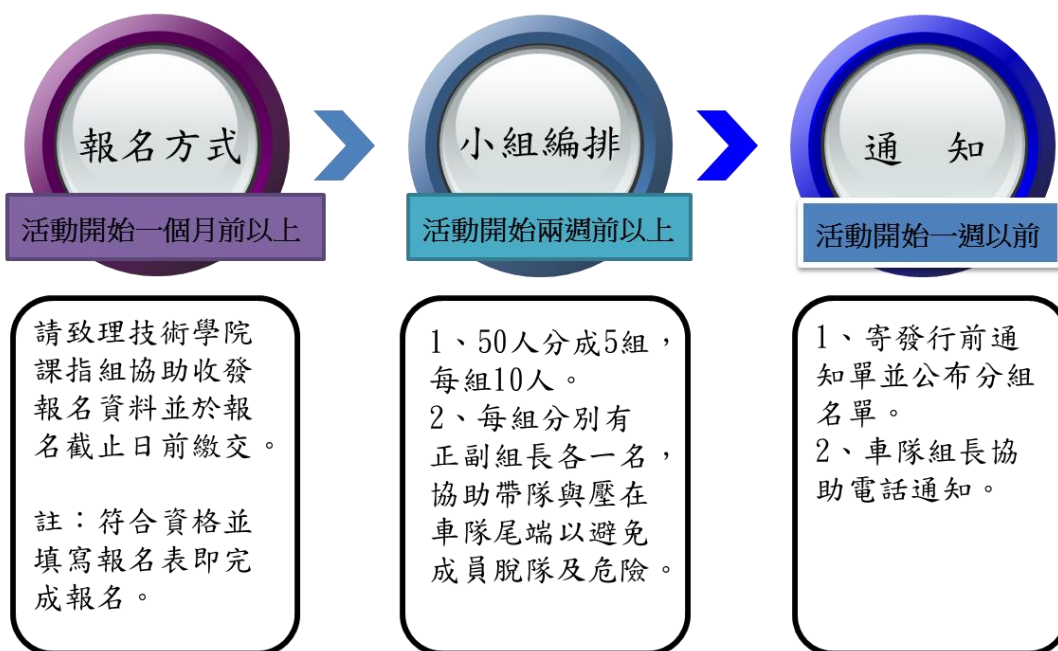 報名方式
活動開始一個月前以上
請致理技術學院
課指組協助收發
報名資料並於報
名截止日前繳交。
註：符合資格並
填寫報名表即完
成報名。
小組編排
活動開始兩週前以上
1、50人分成5組，
每組10人。
2、每組分別有
正副組長各一名，
協助帶隊與壓在
車隊尾端以避免
成員脫隊及危險。
通 知
活動開始一週以前
1、寄發行前通
知單並公布分組
名單。
2、車隊組長協
助電話通知。